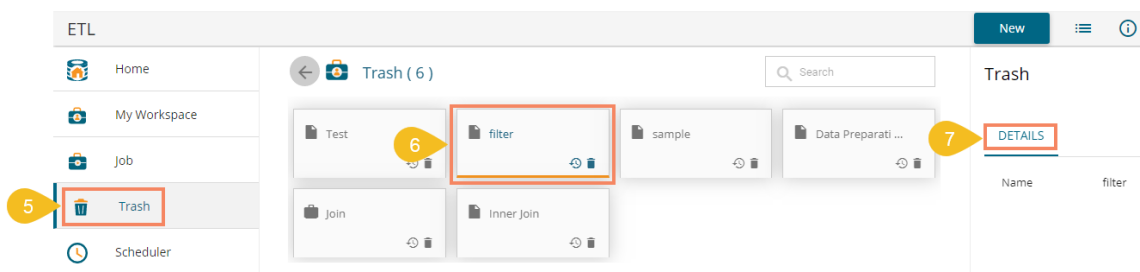 ETL
New
Home
My Workspace
Job
5
Trash
Scheduler
Trash ( 6 )
Search
Test
6
filter
sample
Data Preparati ...
Join
Inner Join
Trash
7
DETAILS
Name filter